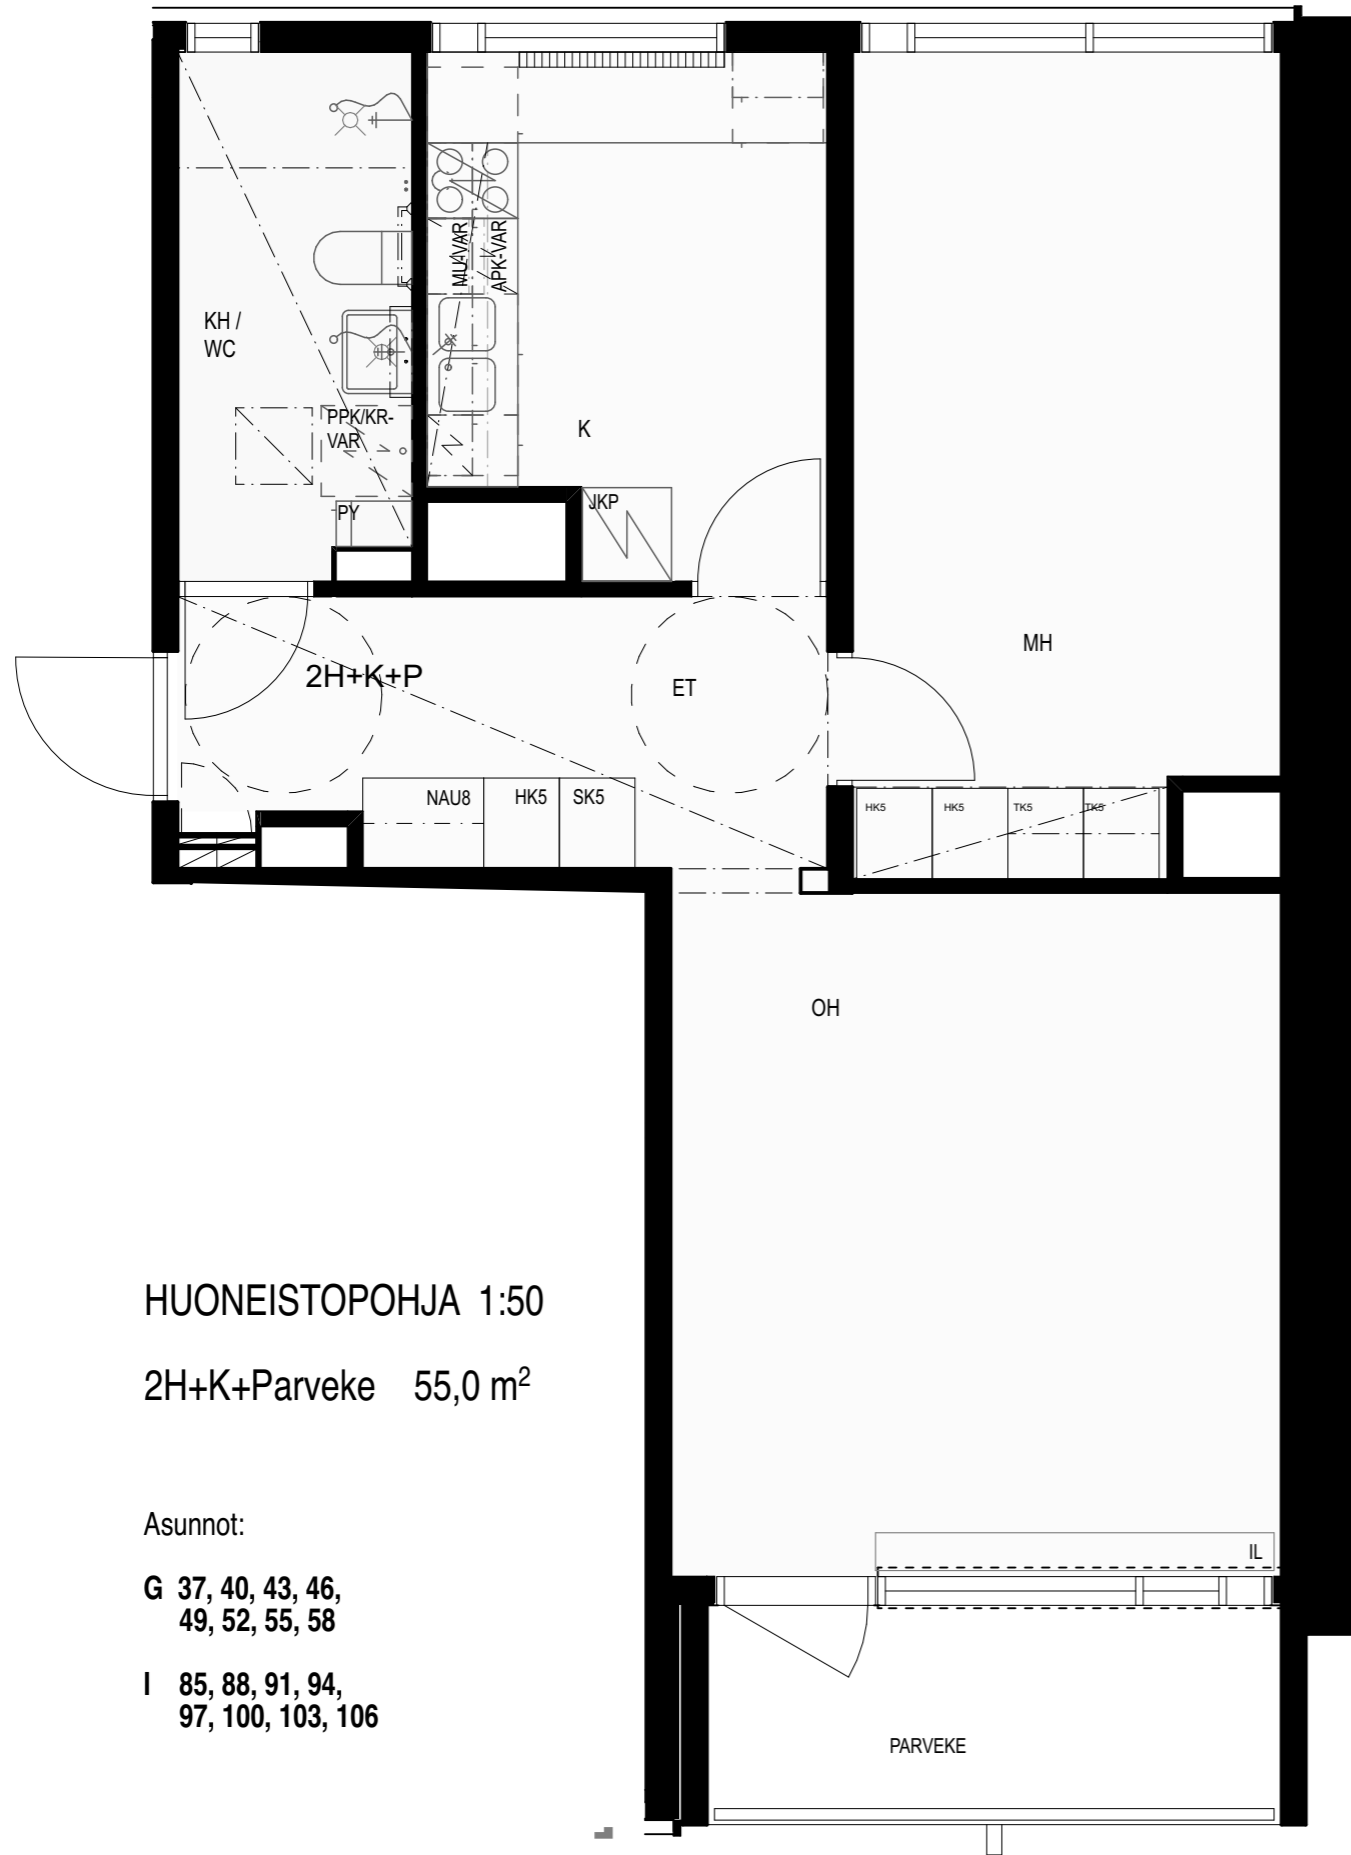 KH /
WC
MU-VAR
APK-VAR
K
PPK/KR-
VAR
PY
JKP
MH
2H+K+P
ET
NAU8
HK5
SK5
HK5
HK5
TK5
TK5
OH
HUONEISTOPOHJA 1:50
2H+K+Parveke 55,0 m²
Asunnot:
G 37, 40, 43, 46,
49, 52, 55, 58
I 85, 88, 91, 94,
97, 100, 103, 106
IL
PARVEKE